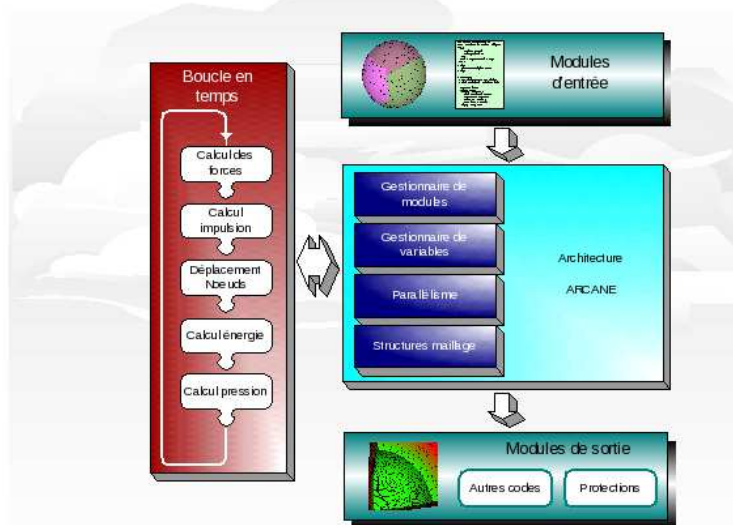 Boucle en
temps
Calcul des
forces
Calcul
impulsion
Déplacement
Nœuds
Calcul énergie
Calcul pression
Modules
d'entrée
Gestionnaire de
modules
Gestionnaire de
variables
Parallélisme
Structures maillage
Architecture
ARCANE
Modules de sortie
Autres codes
Protections